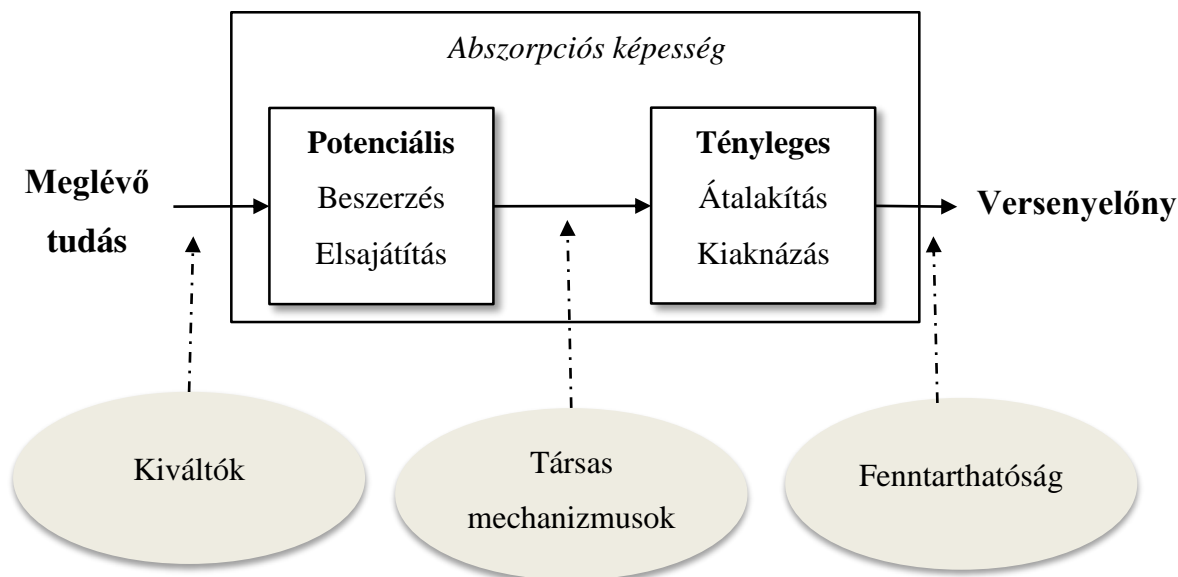 Abszorpciós képesség
Meglévő
tudás
Potenciális
Beszerzés
Elsajátítás
Tényleges
Átalakítás
Kiaknázás
Versenyelőny
Kiváltók
Társas
mechanizmusok
Fenntarthatóság